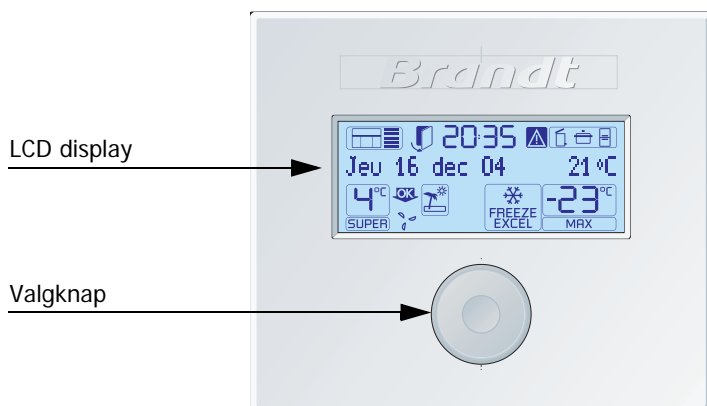 Brandt
LCD display
20:35
Jeu 16 dec 04 21 °C
4°C OK -23°C
FREEZE
SUPER EXCEL MAX
Valgknap